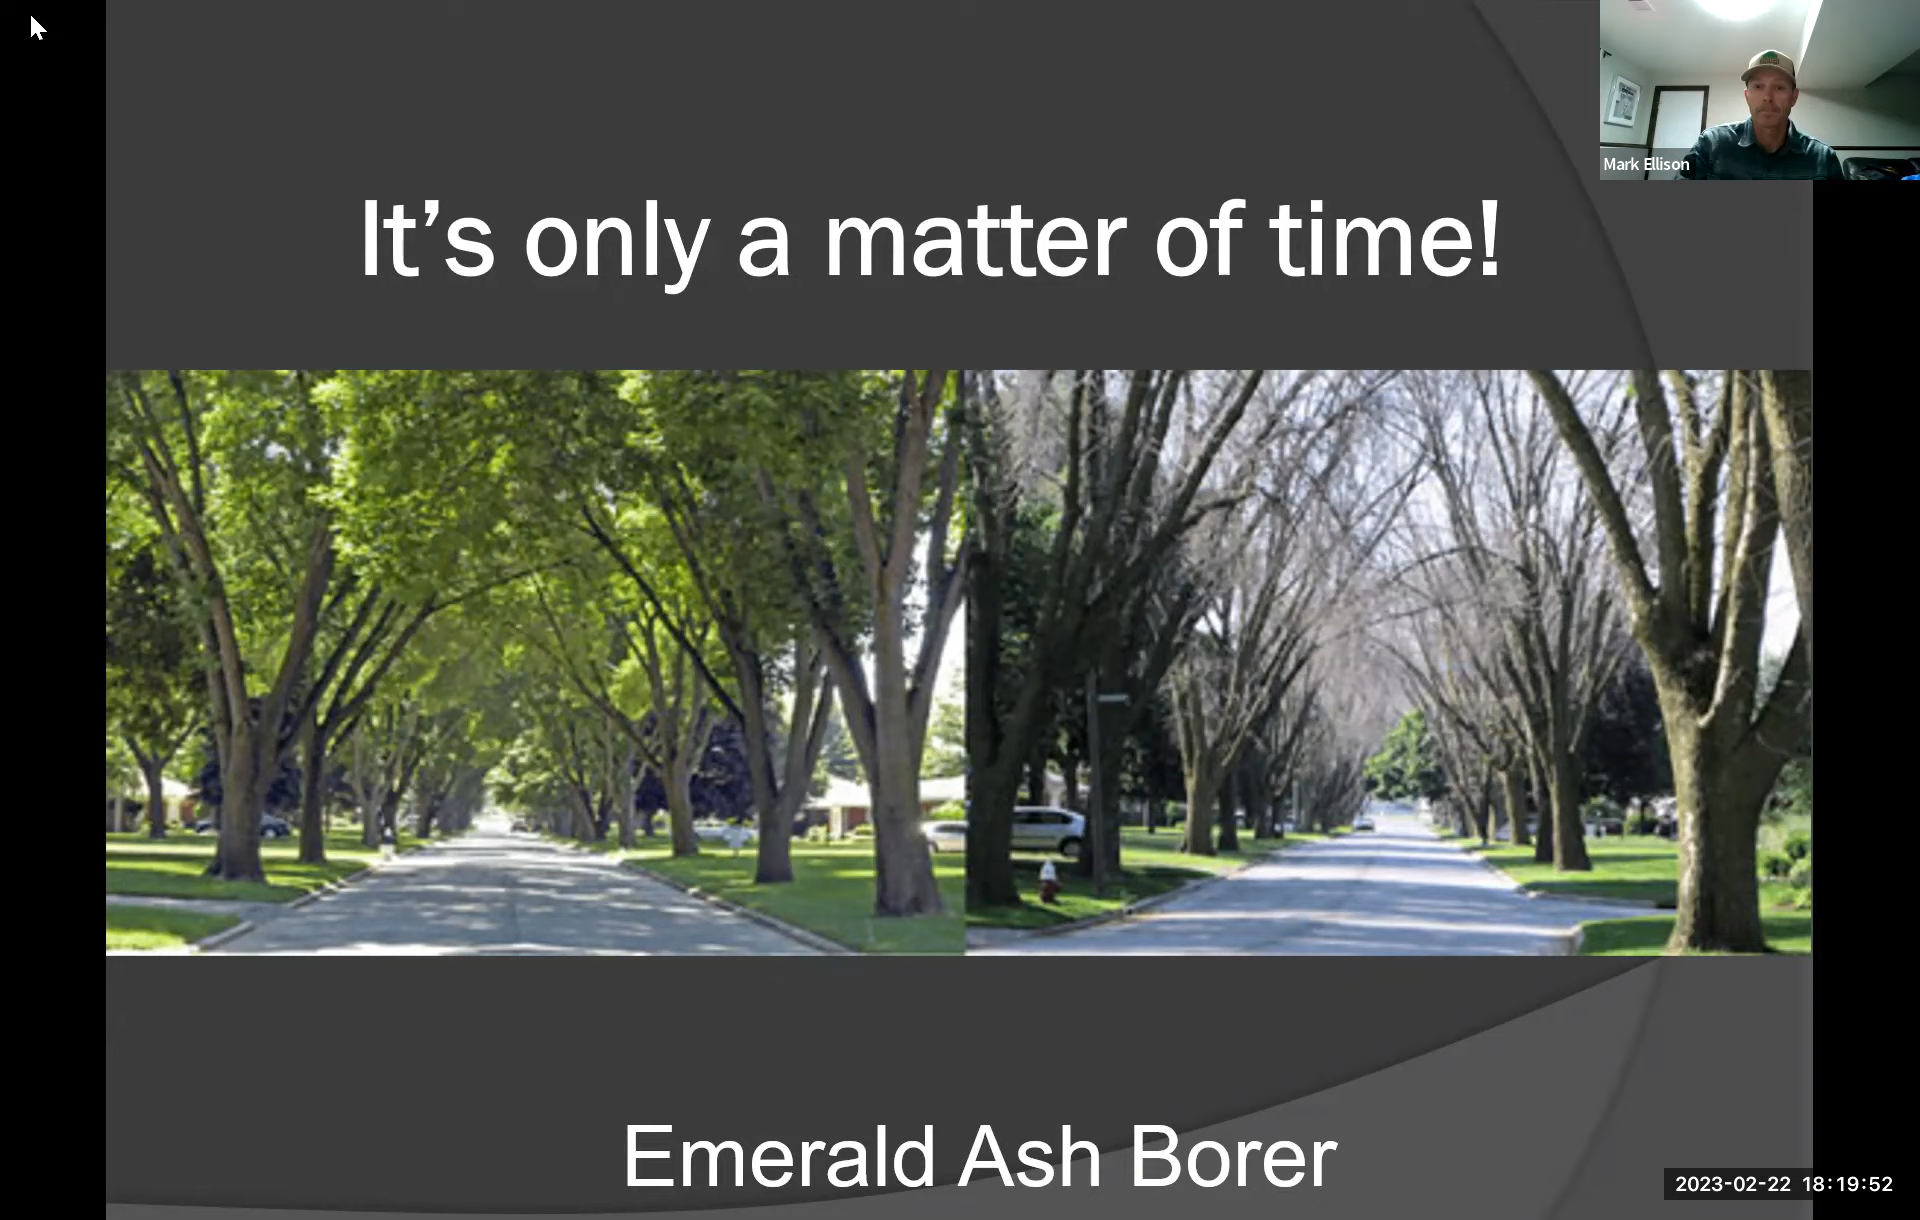 Mark Ellison
It's only a matter of time!
Emerald Ash Borer
2023-02-22 18:19:52